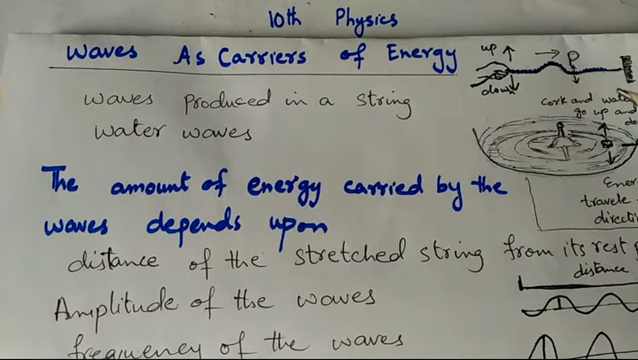 10th Physics
Waves As Carriers of Energy
up
P
down
waves produced in a string
water waves
cork and
go up and
The amount of energy carried by the
waves depends upon
travele
distance of the stretched string from its rest
distance
Amplitude of the waves
frequency of the waves